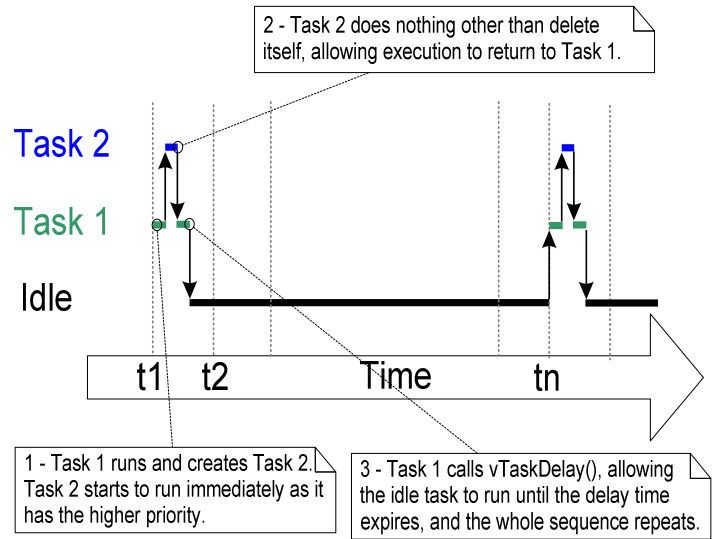 2 - Task 2 does nothing other than delete
itself, allowing execution to return to Task 1.
Task 2
Task 1
Idle
t1
t2
Time
tn
1 - Task 1 runs and creates Task 2.
Task 2 starts to run immediately as it
has the higher priority.
3 - Task 1 calls vTaskDelay(), allowing
the idle task to run until the delay time
expires, and the whole sequence repeats.